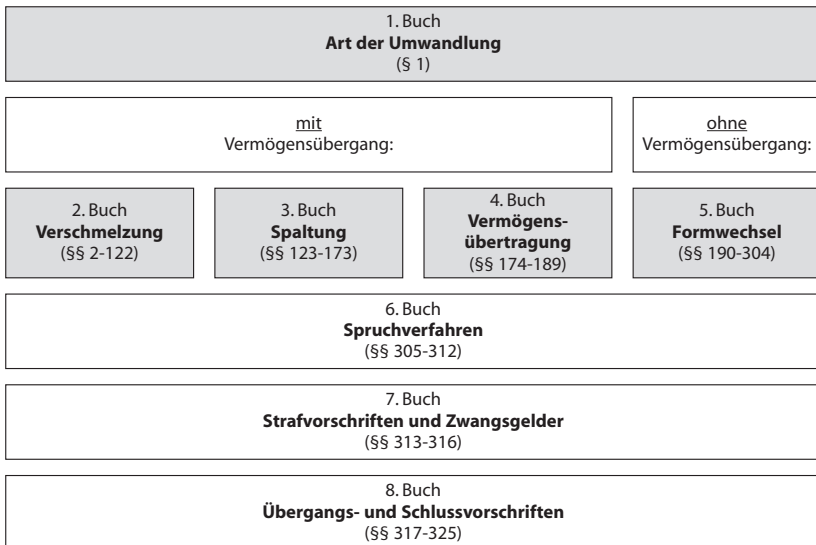 1. Buch
Art der Umwandlung
(§ 1)
mit
Vermögensübergang:
ohne
Vermögensübergang:
2. Buch
Verschmelzung
(§§ 2-122)
3. Buch
Spaltung
(§§ 123-173)
4. Buch
Vermögens-
übertragung
(§§ 174-189)
5. Buch
Formwechsel
(§§ 190-304)
6. Buch
Spruchverfahren
(§§ 305-312)
7. Buch
Strafvorschriften und Zwangsgelder
(§§ 313-316)
8. Buch
Übergangs- und Schlussvorschriften
(§§ 317-325)